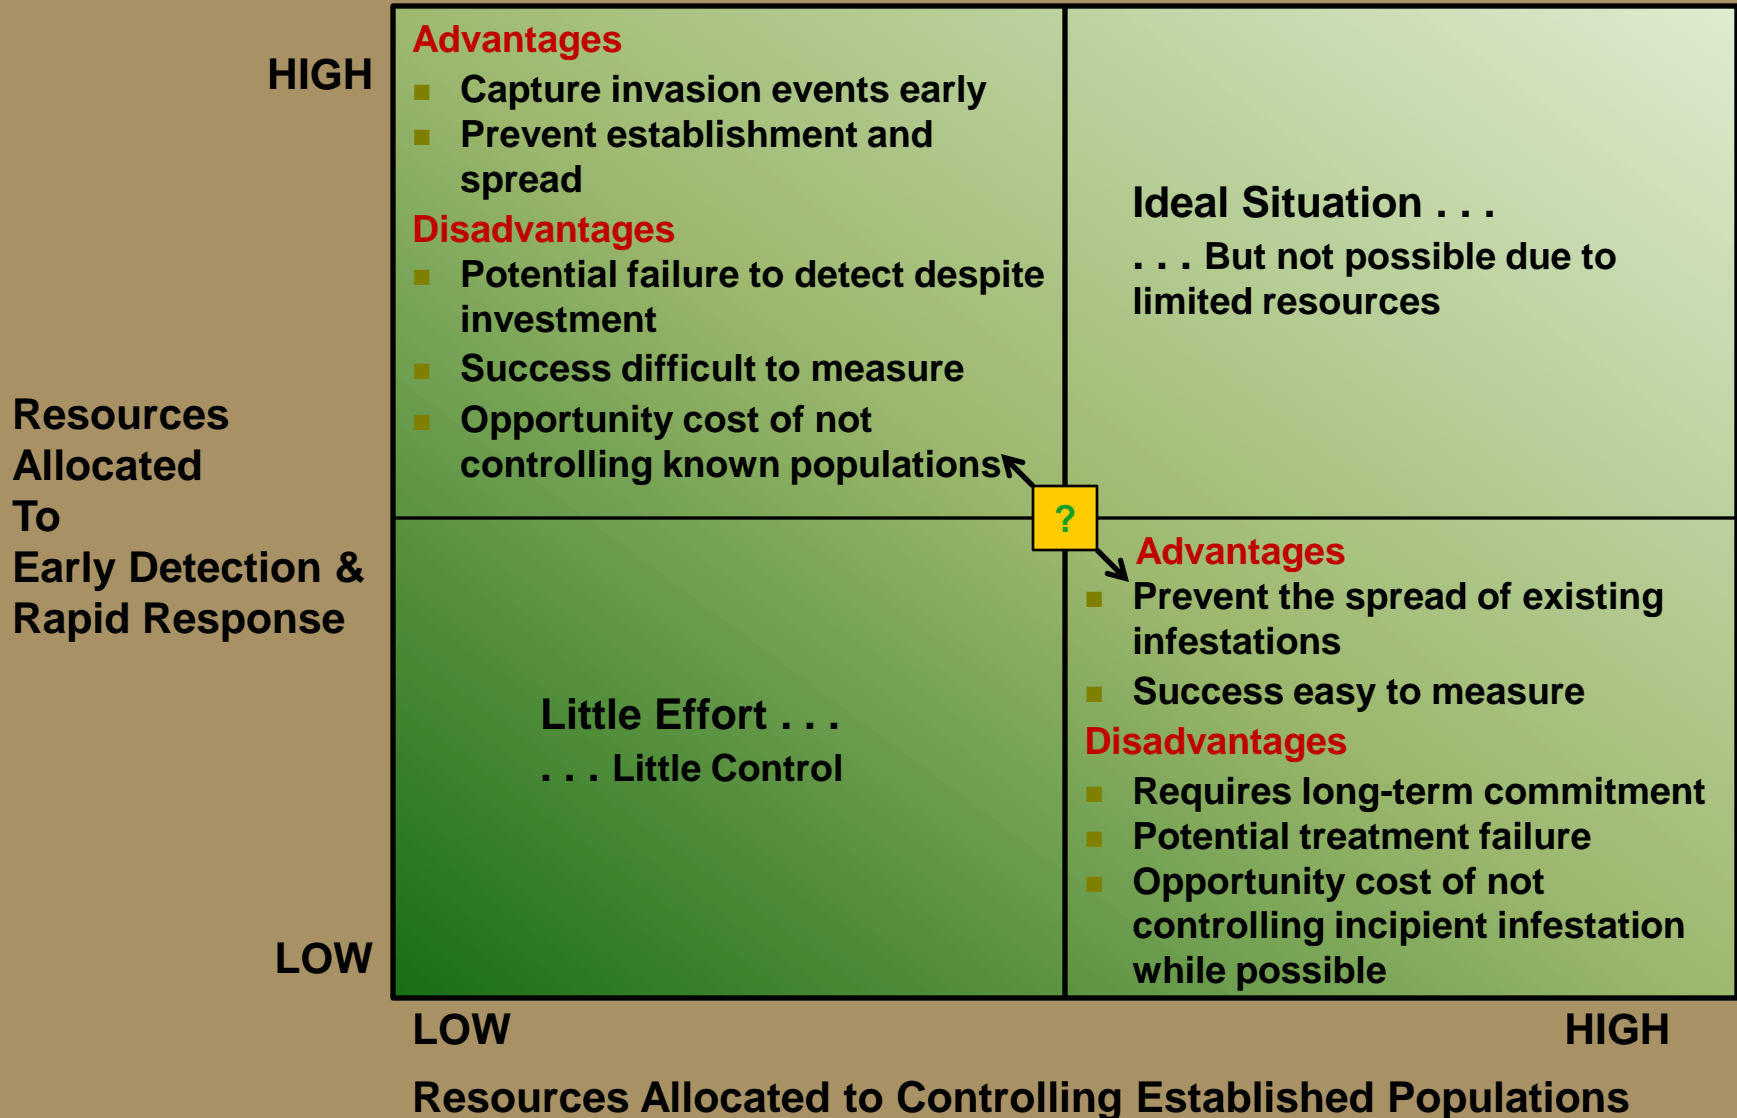 HIGH
Resources
Allocated
To
Early Detection &
Rapid Response
LOW
Advantages
Capture invasion events early
Prevent establishment and
spread
Disadvantages
Potential failure to detect despite
investment
Success difficult to measure
Opportunity cost of not
controlling known populations
Ideal Situation . . .
. . . But not possible due to
limited resources
?
Little Effort . . .
. . . Little Control
Advantages
Prevent the spread of existing
infestations
Success easy to measure
Disadvantages
Requires long-term commitment
Potential treatment failure
Opportunity cost of not
controlling incipient infestation
while possible
LOW
HIGH
Resources Allocated to Controlling Established Populations